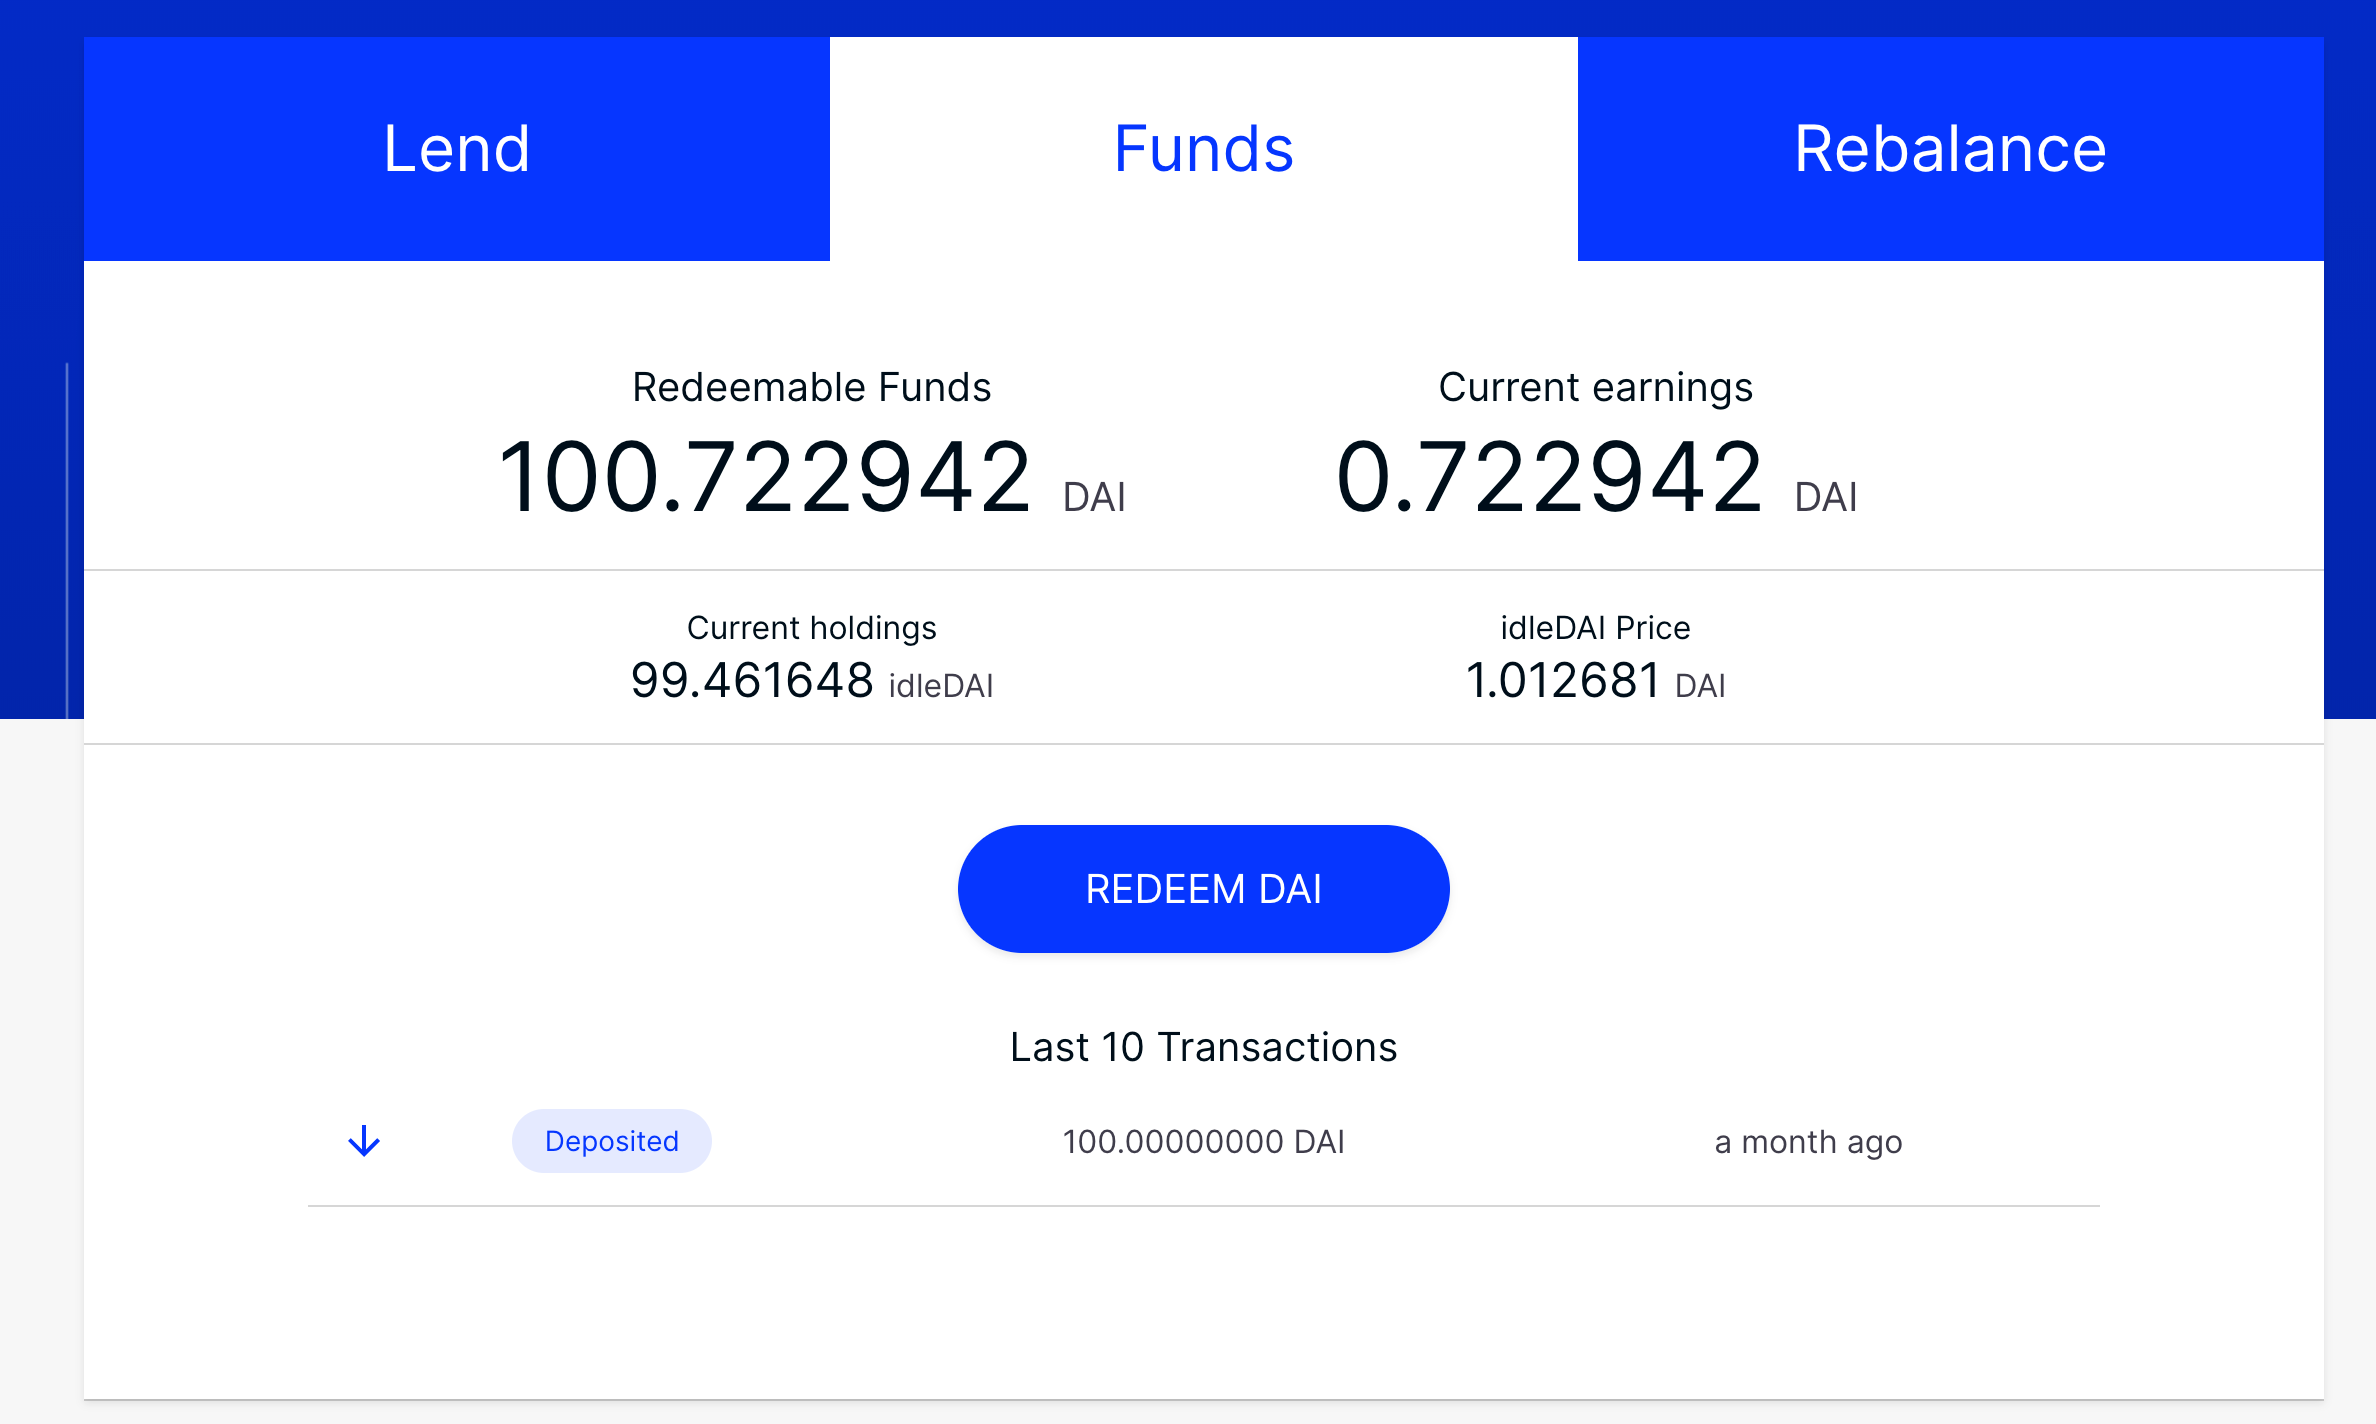 Lend Funds Rebalance
Redeemable Funds Current earnings
100.722942 DAI 0.722942 DAI
Current holdings idleDAI Price
99.461648 idleDAI 1.012681 DAI
REDEEM DAI
Last 10 Transactions
Deposited 100.00000000 DAI a month ago